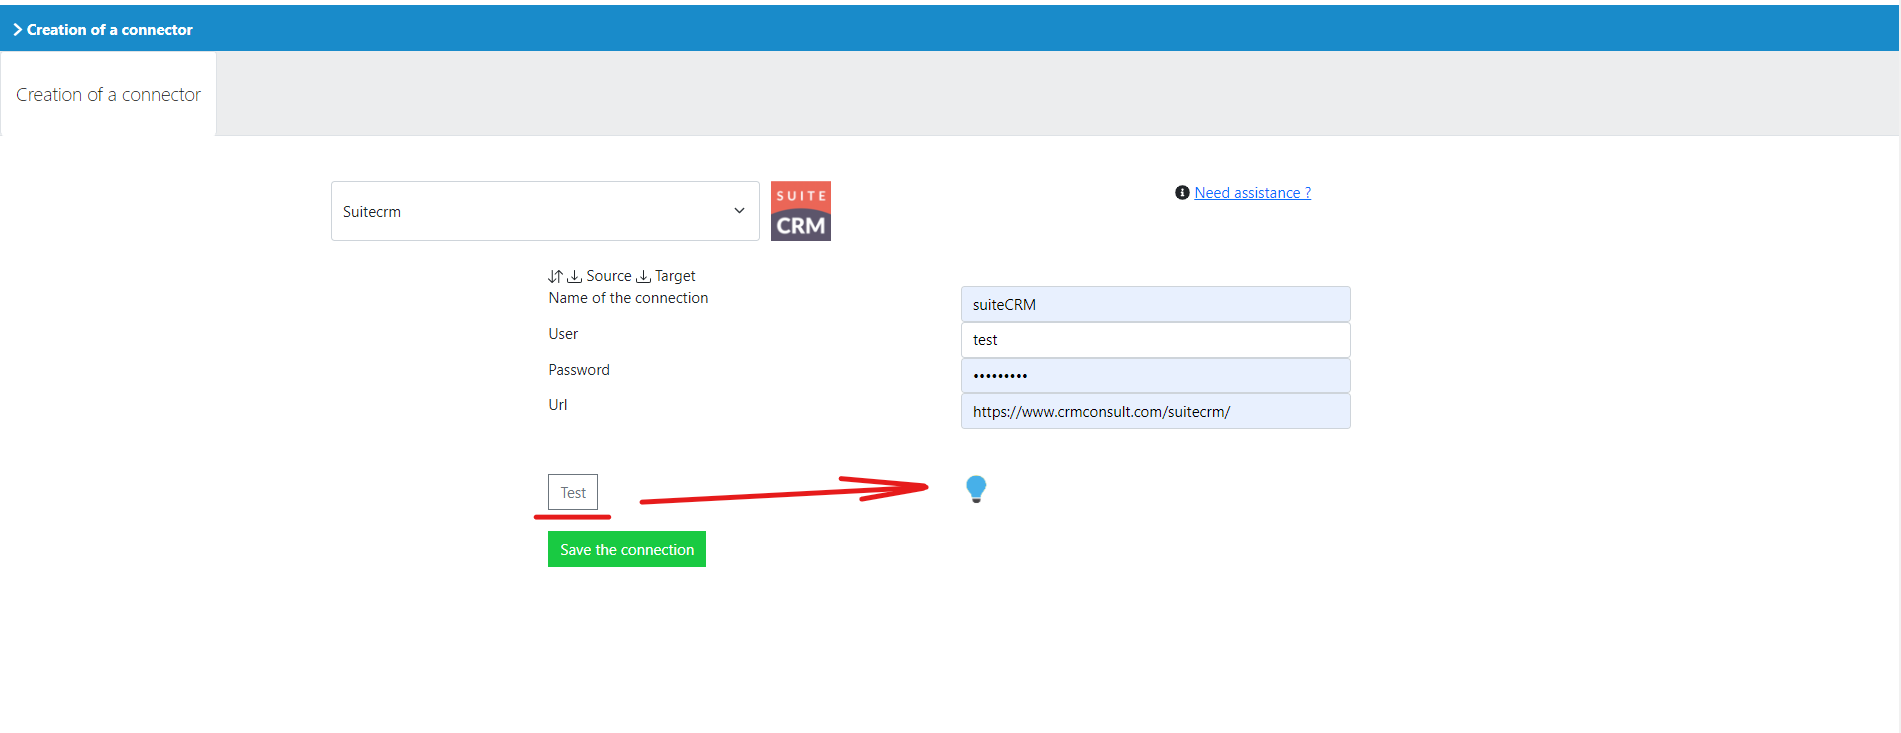 Creation of a connector
Creation of a connector
Suitecrm
SUITE
CRM
Need assistance ?
Source Target
Name of the connection
suiteCRM
User
test
Password
•••••••••
Url
https://www.crmconsult.com/suitecrm/
Test
Save the connection